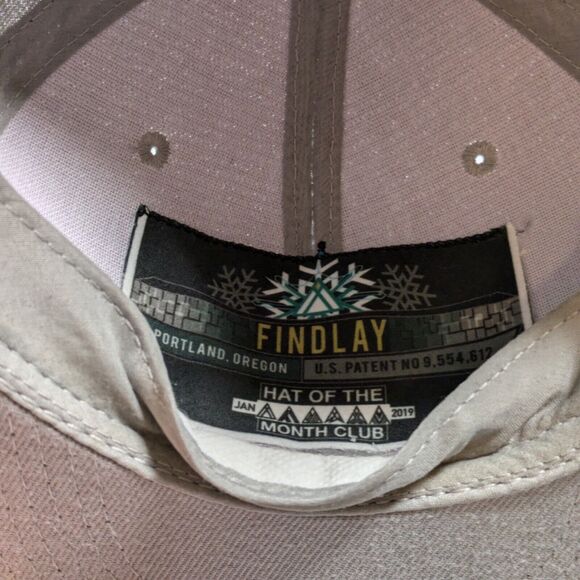 FINDLAY
PORTLAND, OREGON
U.S. PATENT NO 9,554,612
HAT OF THE
JAN 2019
MONTH CLUB